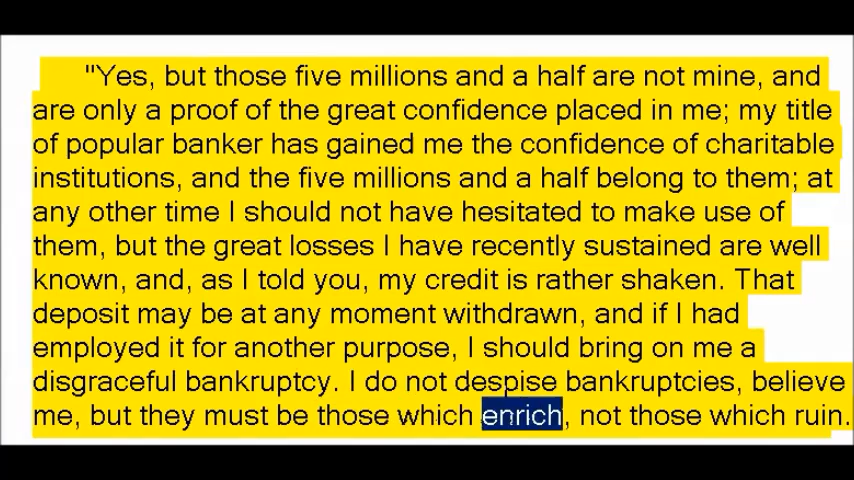 "Yes, but those five millions and a half are not mine, and
are only a proof of the great confidence placed in me; my title
of popular banker has gained me the confidence of charitable
institutions, and the five millions and a half belong to them; at
any other time I should not have hesitated to make use of
them, but the great losses I have recently sustained are well
known, and, as I told you, my credit is rather shaken. That
deposit may be at any moment withdrawn, and if I had
employed it for another purpose, I should bring on me a
disgraceful bankruptcy. I do not despise bankruptcies, believe
me, but they must be those which enrich, not those which ruin.